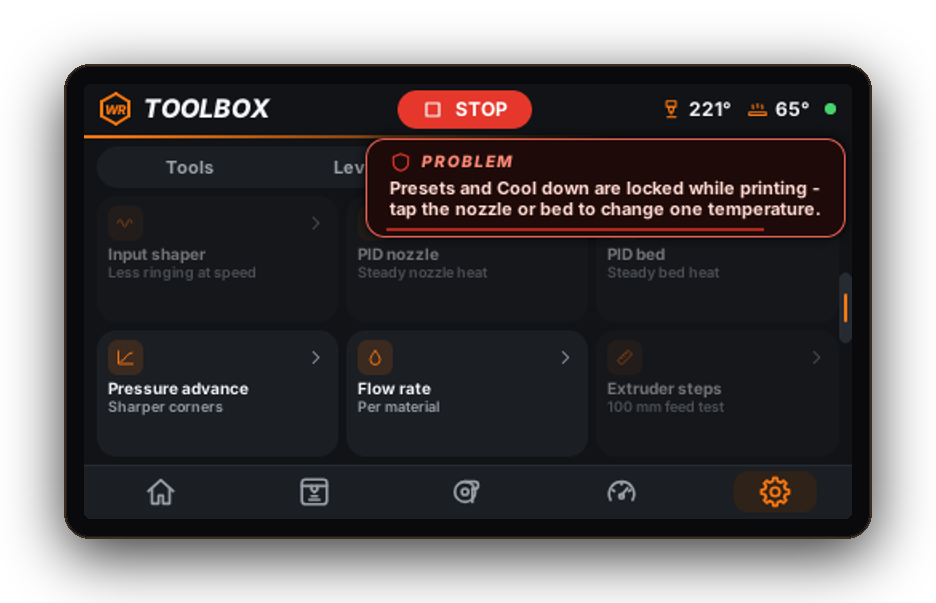 WR TOOLBOX STOP 221° 65°
PROBLEM
Presets and Cool down are locked while printing -
tap the nozzle or bed to change one temperature.
Tools Lev
Input shaper
Less ringing at speed
PID nozzle
Steady nozzle heat
PID bed
Steady bed heat
Pressure advance
Sharper corners
Flow rate
Per material
Extruder steps
100 mm feed test